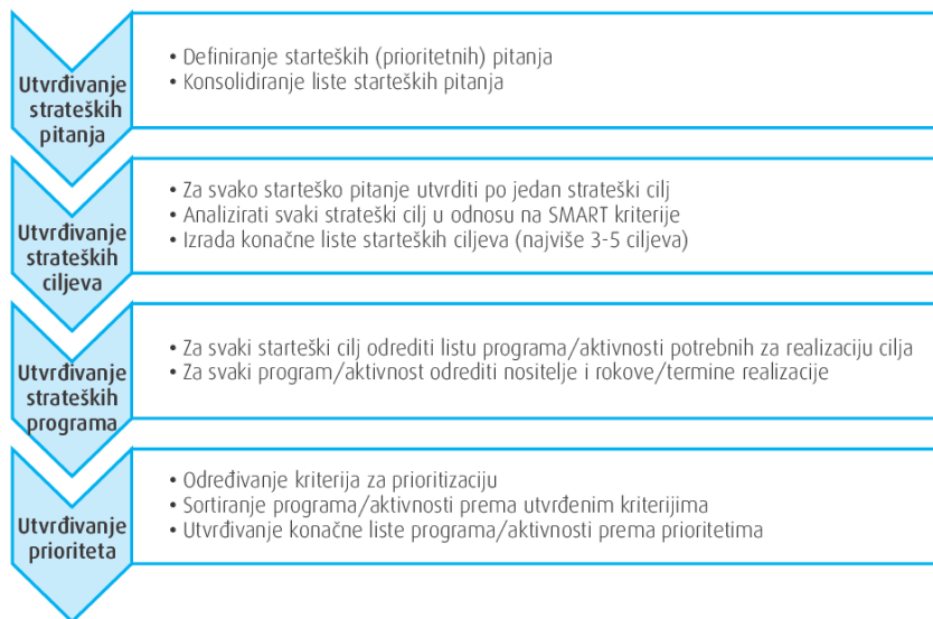 Utvrđivanje
strateških
pitanja
• Definiranje starteških (prioritetnih) pitanja
• Konsolidiranje liste starteških pitanja
Utvrđivanje
strateških
ciljeva
• Za svako starteško pitanje utvrditi po jedan strateški cilj
• Analizirati svaki strateški cilj u odnosu na SMART kriterije
• Izrada konačne liste starteških ciljeva (najviše 3-5 ciljeva)
Utvrđivanje
strateških
programa
• Za svaki starteški cilj odrediti listu programa/aktivnosti potrebnih za realizaciju cilja
• Za svaki program/aktivnost odrediti nositelje i rokove/termine realizacije
Utvrđivanje
prioriteta
• Određivanje kriterija za prioritizaciju
• Sortiranje programa/aktivnosti prema utvrđenim kriterijima
• Utvrđivanje konačne liste programa/aktivnosti prema prioritetima